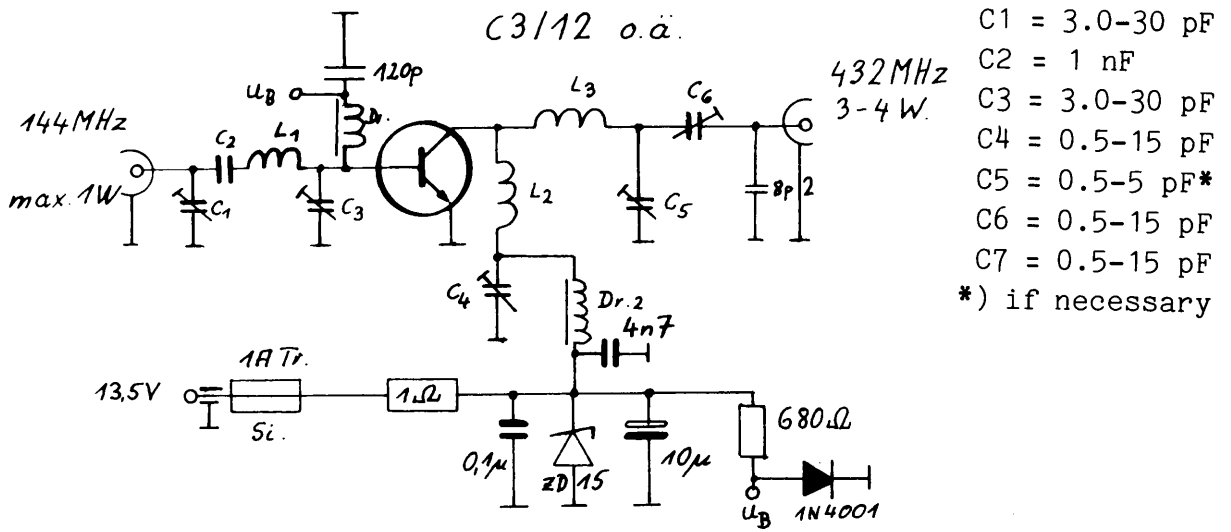 C3/12 o.ä.
120p
uB
Dr.
L3
C6
432MHz
3-4 W.
144MHz
C2
L1
max. 1W
C1
C3
L2
C5
8p2
C4
Dr.2
4n7
1A Tr.
13,5V
1Ω
Si.
680Ω
0,1µ
ZD 15
10µ
uB
1N4001
C1 = 3.0-30 pF
C2 = 1 nF
C3 = 3.0-30 pF
C4 = 0.5-15 pF
C5 = 0.5-5 pF*
C6 = 0.5-15 pF
C7 = 0.5-15 pF
*) if necessary